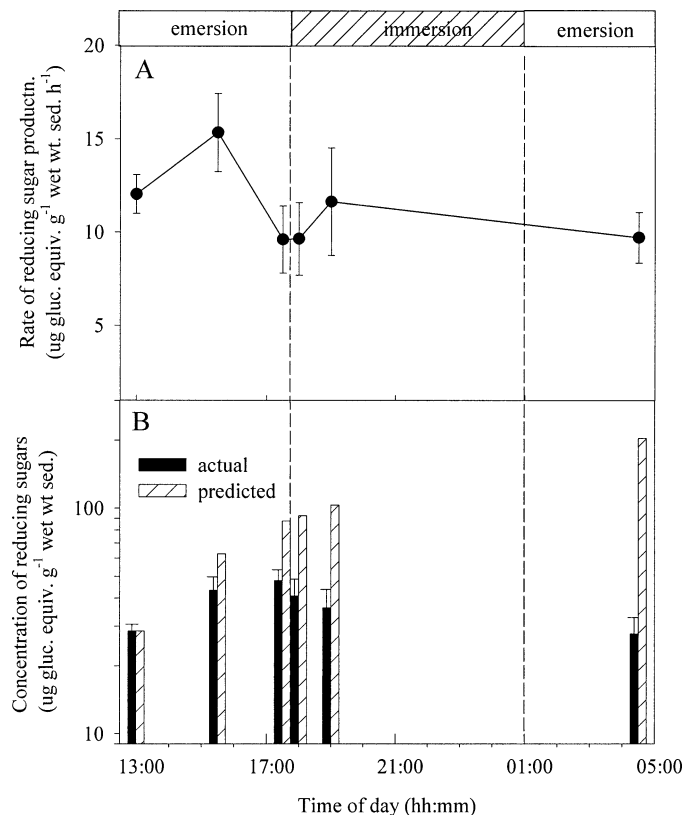 emersion immersion emersion
20
A
15
10
5
Rate of reducing sugar productn.
(ug gluc. equiv. g⁻¹ wet wt. sed. h⁻¹)
B
actual
predicted
100
10
Concentration of reducing sugars
(ug gluc. equiv. g⁻¹ wet wt sed.)
13:00 17:00 21:00 01:00 05:00
Time of day (hh:mm)